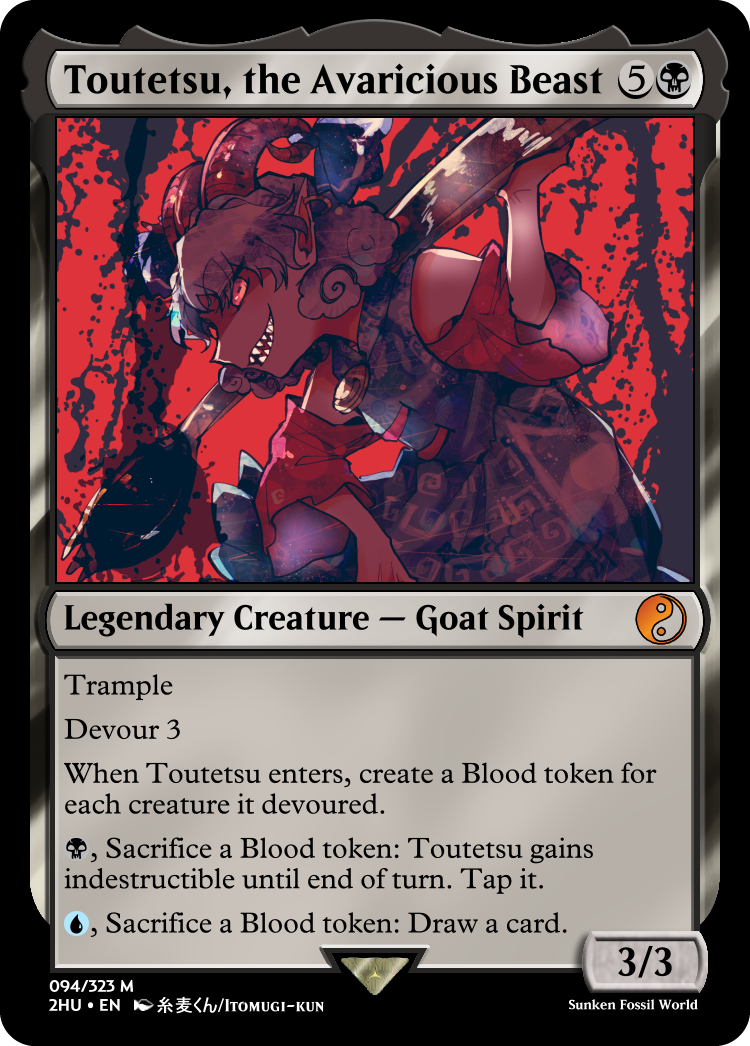 Toutetsu, the Avaricious Beast 5
Legendary Creature — Goat Spirit
Trample
Devour 3
When Toutetsu enters, create a Blood token for
each creature it devoured.
, Sacrifice a Blood token: Toutetsu gains
indestructible until end of turn. Tap it.
, Sacrifice a Blood token: Draw a card.
3/3
094/323 M
2HU • EN 糸麦くん/Itomugi-kun
Sunken Fossil World